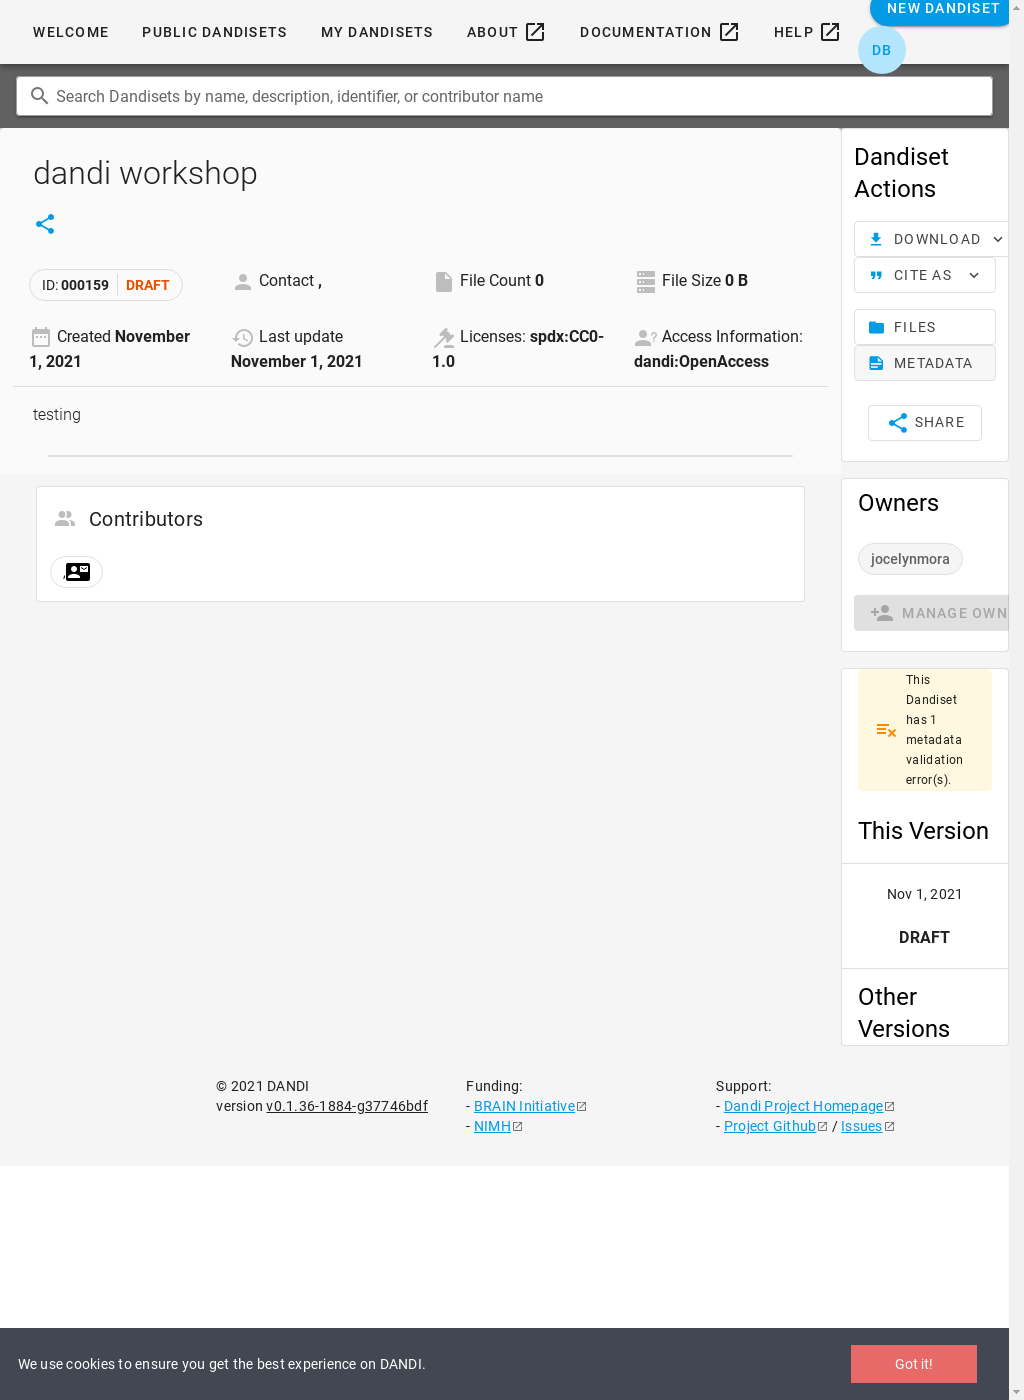 WELCOME
PUBLIC DANDISETS
MY DANDISETS
ABOUT
DOCUMENTATION
HELP
NEW DANDISET
DB
Search Dandisets by name, description, identifier, or contributor name
dandi workshop
ID: 000159 DRAFT
Contact ,
File Count 0
File Size 0 B
Created November
1, 2021
Last update
November 1, 2021
Licenses: spdx:CC0-
1.0
Access Information:
dandi:OpenAccess
testing
Contributors
,
Dandiset
Actions
DOWNLOAD
CITE AS
FILES
METADATA
SHARE
Owners
jocelynmora
MANAGE OWN
This
Dandiset
has 1
metadata
validation
error(s).
This Version
Nov 1, 2021
DRAFT
Other
Versions
© 2021 DANDI
version v0.1.36-1884-g37746bdf
Funding:
- BRAIN Initiative
- NIMH
Support:
- Dandi Project Homepage
- Project Github / Issues
We use cookies to ensure you get the best experience on DANDI.
Got it!